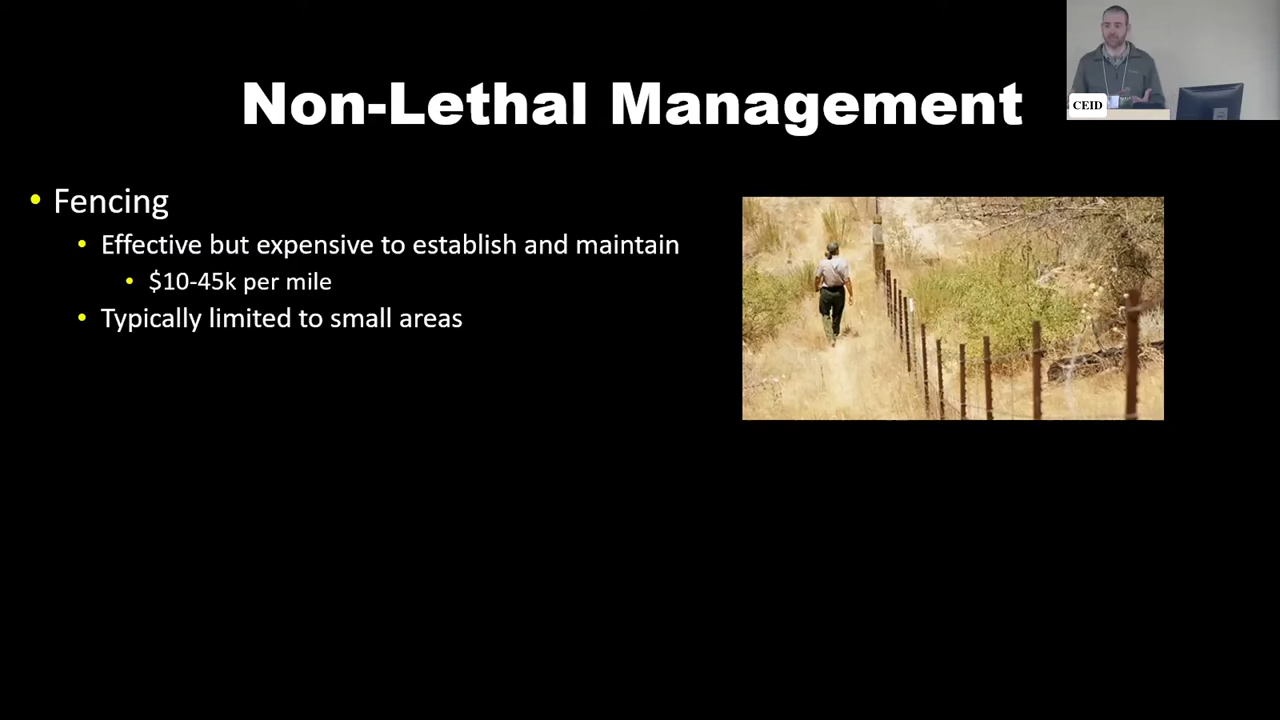 CEID
Non-Lethal Management
• Fencing
• Effective but expensive to establish and maintain
• $10-45k per mile
• Typically limited to small areas